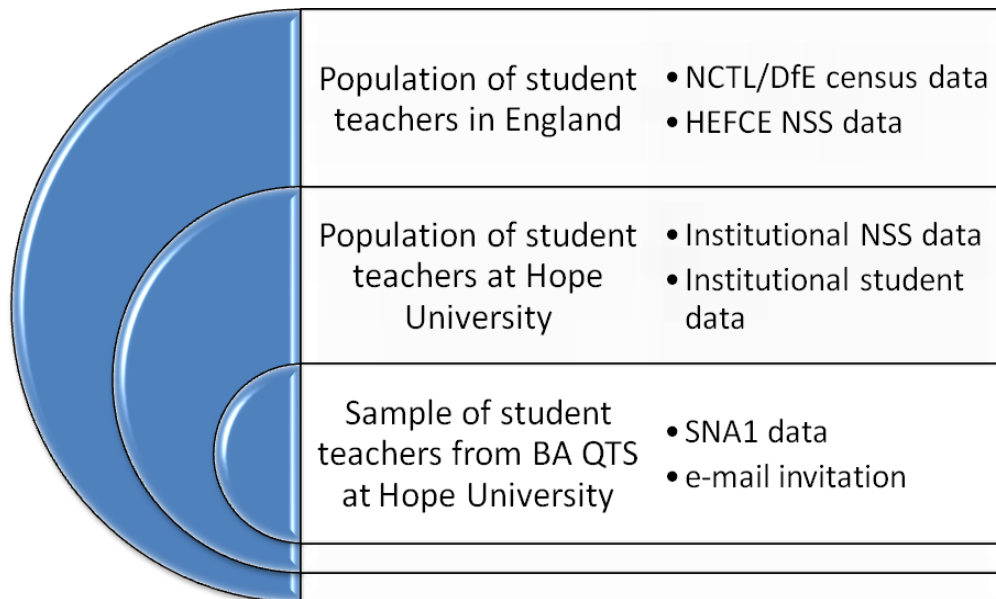 Population of student
teachers in England
• NCTL/DfE census data
• HEFCE NSS data
Population of student
teachers at Hope
University
• Institutional NSS data
• Institutional student
data
Sample of student
teachers from BA QTS
at Hope University
• SNA1 data
• e-mail invitation